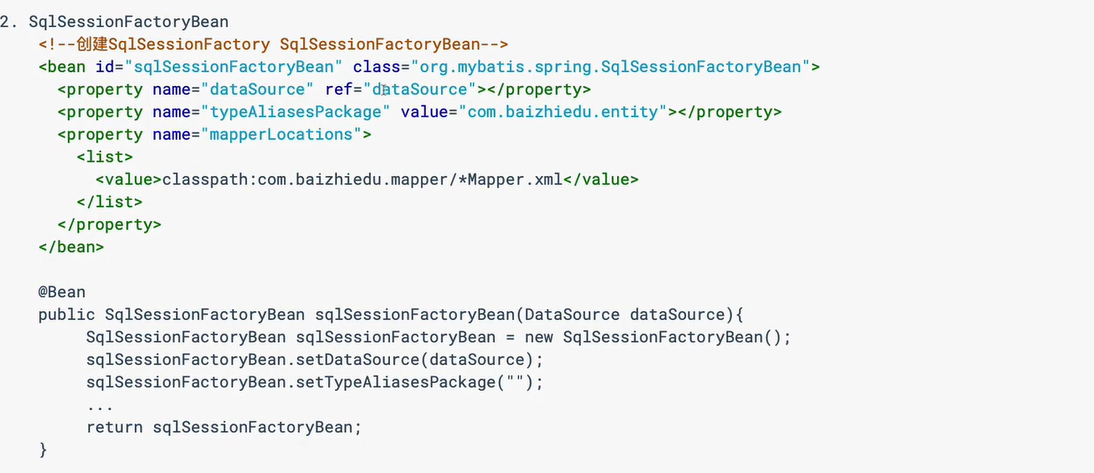 2. SqlSessionFactoryBean
<!--创建SqlSessionFactory SqlSessionFactoryBean-->
<bean id="sqlSessionFactoryBean" class="org.mybatis.spring.SqlSessionFactoryBean">
  <property name="dataSource" ref="dataSource"></property>
  <property name="typeAliasesPackage" value="com.baizhiedu.entity"></property>
  <property name="mapperLocations">
    <list>
      <value>classpath:com.baizhiedu.mapper/*Mapper.xml</value>
    </list>
  </property>
</bean>

@Bean
public SqlSessionFactoryBean sqlSessionFactoryBean(DataSource dataSource){
     SqlSessionFactoryBean sqlSessionFactoryBean = new SqlSessionFactoryBean();
     sqlSessionFactoryBean.setDataSource(dataSource);
     sqlSessionFactoryBean.setTypeAliasesPackage("");
     ...
     return sqlSessionFactoryBean;
}